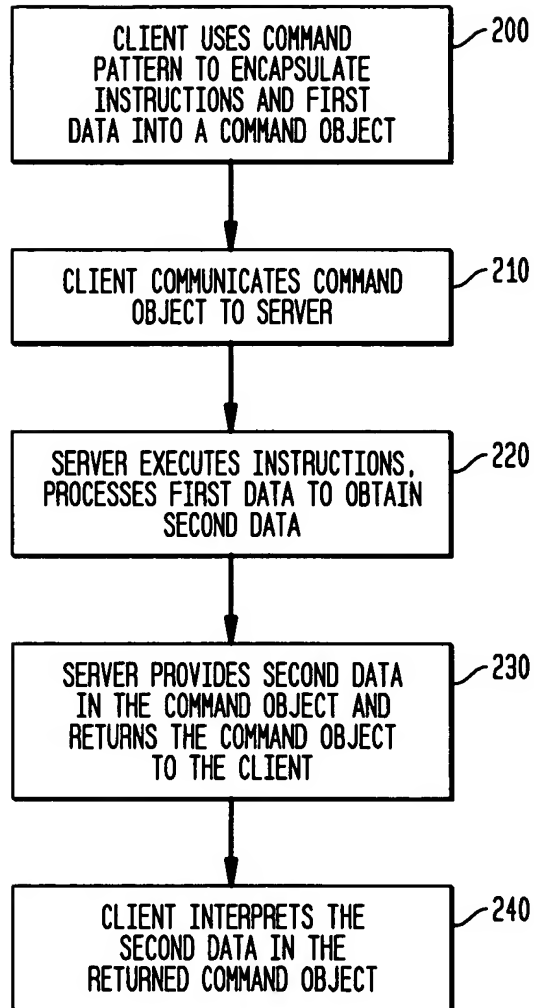 CLIENT USES COMMAND
PATTERN TO ENCAPSULATE
INSTRUCTIONS AND FIRST
DATA INTO A COMMAND OBJECT
200
CLIENT COMMUNICATES COMMAND
OBJECT TO SERVER
210
SERVER EXECUTES INSTRUCTIONS,
PROCESSES FIRST DATA TO OBTAIN
SECOND DATA
220
SERVER PROVIDES SECOND DATA
IN THE COMMAND OBJECT AND
RETURNS THE COMMAND OBJECT
TO THE CLIENT
230
CLIENT INTERPRETS THE
SECOND DATA IN THE
RETURNED COMMAND OBJECT
240